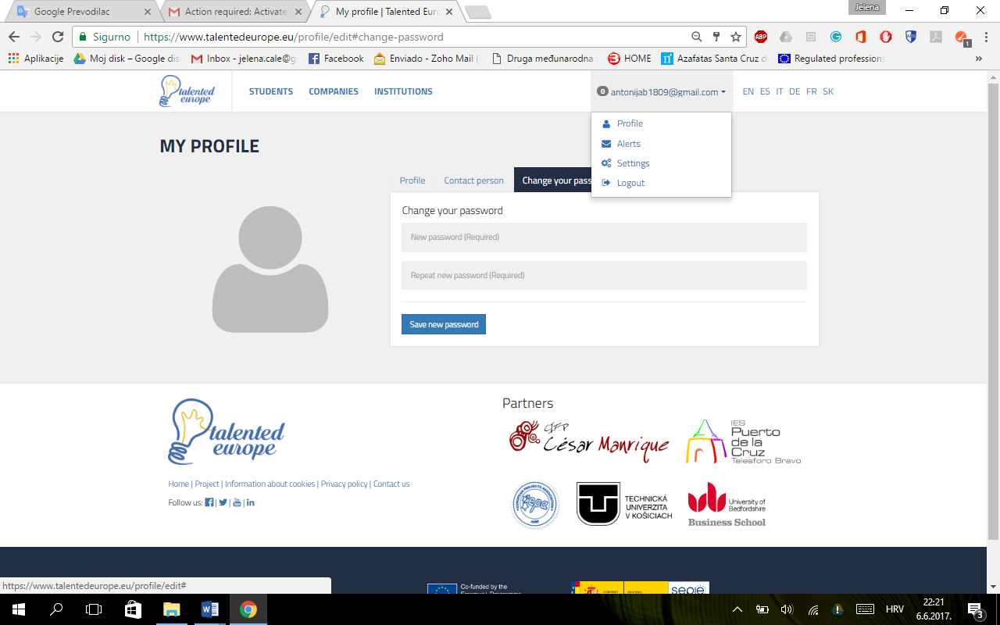 Google Prevodilac
Action required: Activate
My profile | Talented Euro
Jelena
Sigurno
https://www.talentedeurope.eu/profile/edit#change-password
ABP
1
Aplikacije
Moj disk – Google dis
Inbox - jelena.cale@g
Facebook
Enviado - Zoho Mail (
Druga međunarodna
HOME
Azafatas Santa Cruz d
Regulated professions
»
talented europe
STUDENTS
COMPANIES
INSTITUTIONS
0 antonijab1809@gmail.com
EN ES IT DE FR SK
Profile
Alerts
Settings
Logout
MY PROFILE
Profile
Contact person
Change your pass
Change your password
New password (Required)
Repeat new password (Required)
Save new password
talented europe
Home | Project | Information about cookies | Privacy policy | Contact us
Follow us: | | |
Partners
CIFP César Manrique
IES Puerto de la Cruz Telesforo Bravo
epa
TECHNICKÁ UNIVERZITA V KOŠICIACH
University of Bedfordshire
Business School
https://www.talentedeurope.eu/profile/edit#
Co-funded by the
sepie
HRV
22:21
6.6.2017.
3